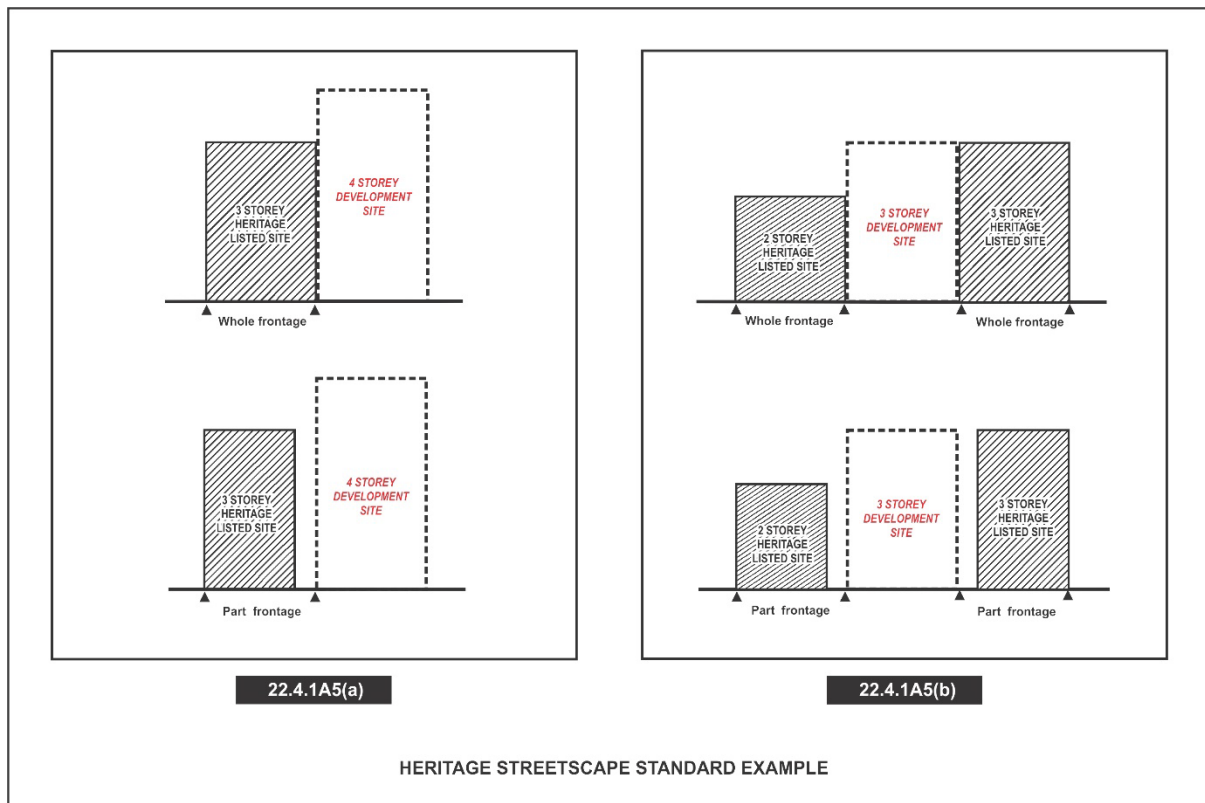 3 STOREY
HERITAGE
LISTED SITE
4 STOREY
DEVELOPMENT
SITE
Whole frontage
3 STOREY
HERITAGE
LISTED SITE
4 STOREY
DEVELOPMENT
SITE
Part frontage
22.4.1A5(a)
2 STOREY
HERITAGE
LISTED SITE
3 STOREY
DEVELOPMENT
SITE
3 STOREY
HERITAGE
LISTED SITE
Whole frontage
Whole frontage
2 STOREY
HERITAGE
LISTED SITE
3 STOREY
DEVELOPMENT
SITE
3 STOREY
HERITAGE
LISTED SITE
Part frontage
Part frontage
22.4.1A5(b)
HERITAGE STREETSCAPE STANDARD EXAMPLE